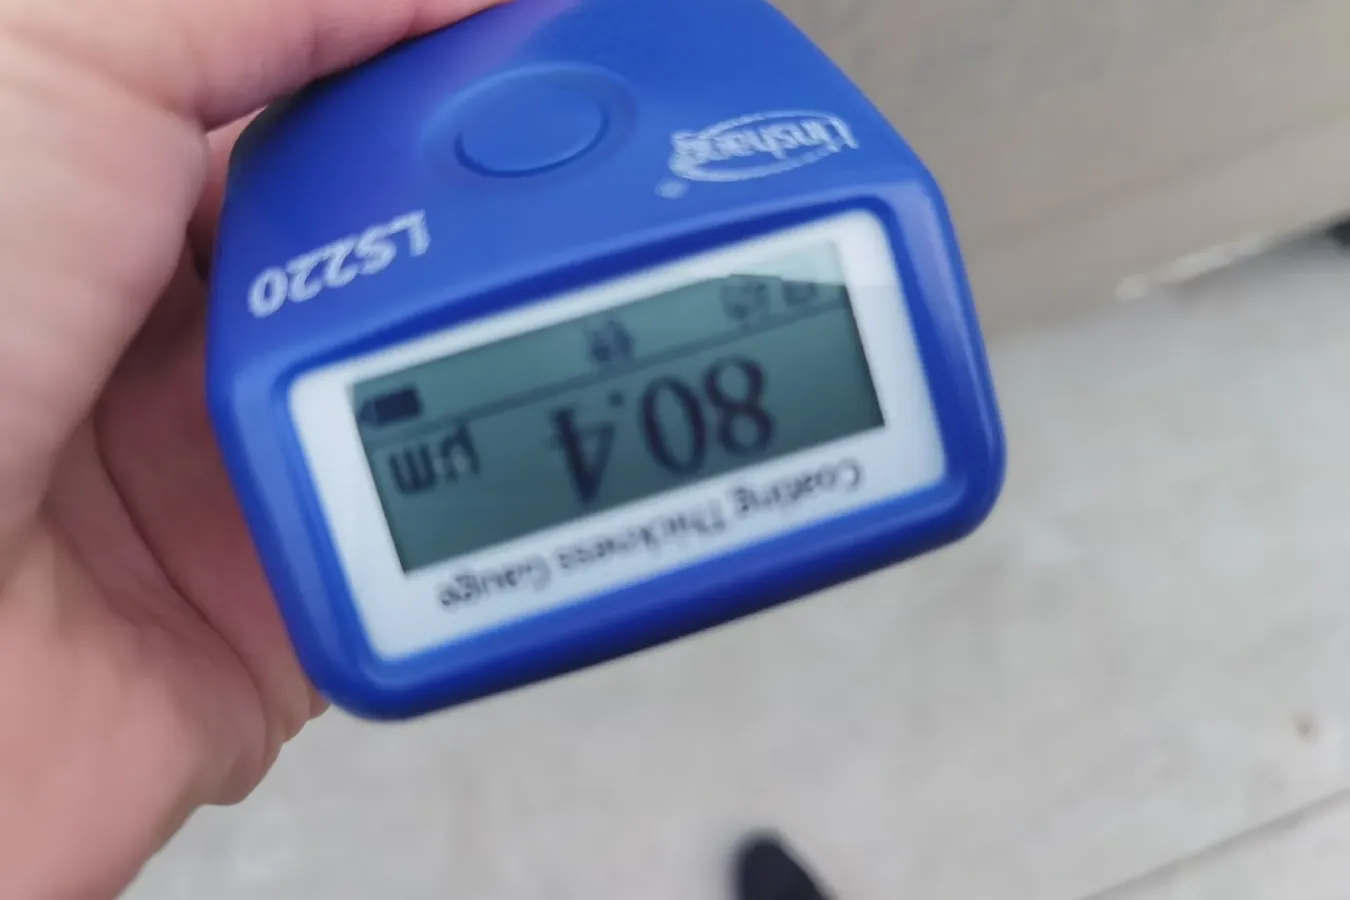 Coating Thickness Gauge
80.4 μm
LS220
Linshang®